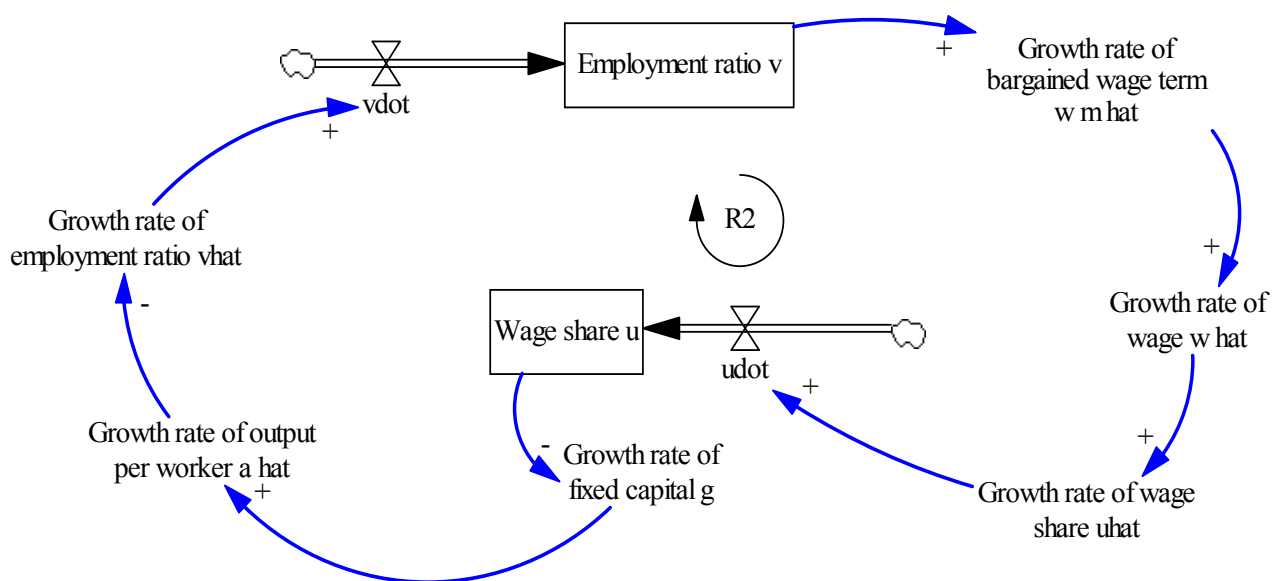 Employment ratio v
vdot
+
+
Growth rate of
bargained wage term
w m hat
Growth rate of
employment ratio vhat
R2
+
-
Growth rate of
wage w hat
Wage share u
udot
+
+
Growth rate of output
per worker a hat
+
-
Growth rate of
fixed capital g
Growth rate of wage
share uhat